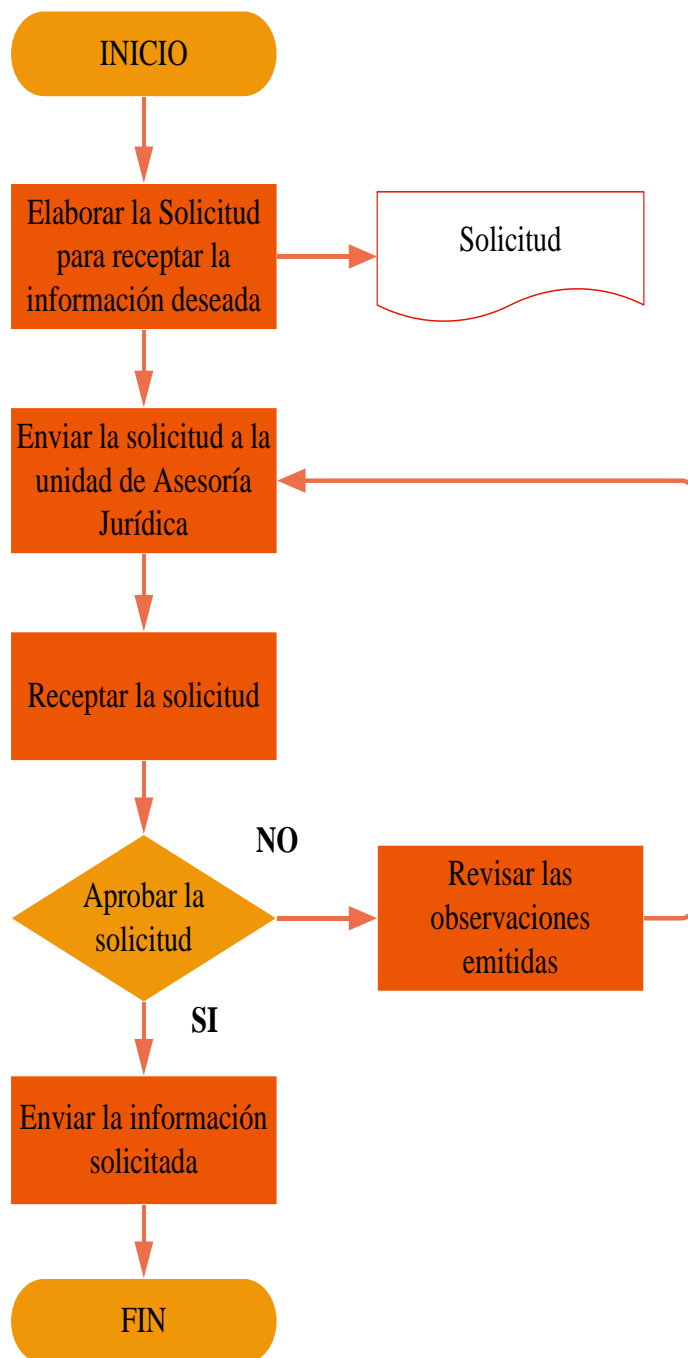 INICIO
Elaborar la Solicitud
para receptar la
información deseada
Solicitud
Enviar la solicitud a la
unidad de Asesoría
Jurídica
Receptar la solicitud
NO
Aprobar la
solicitud
Revisar las
observaciones
emitidas
SI
Enviar la información
solicitada
FIN